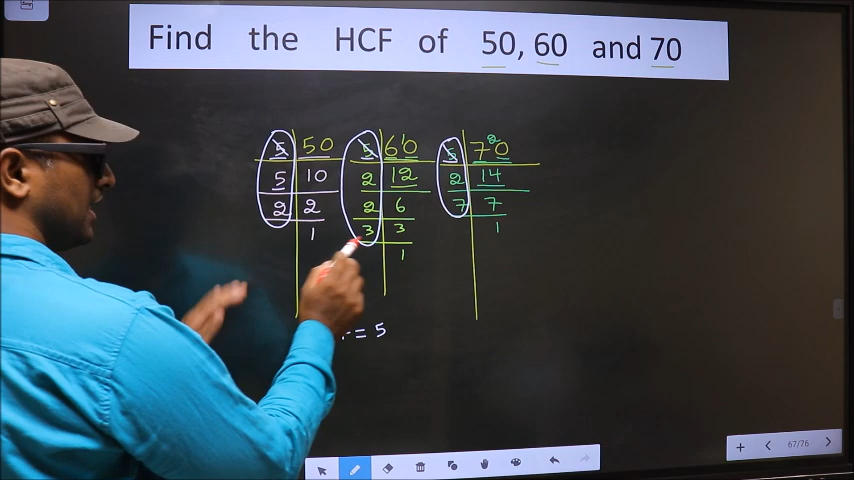 Find the HCF of 50, 60 and 70
5 50 5 60 5 70
5 10 2 12 2 14
2 2 2 6 7 7
1 3 3 1
1
= 5
67/76